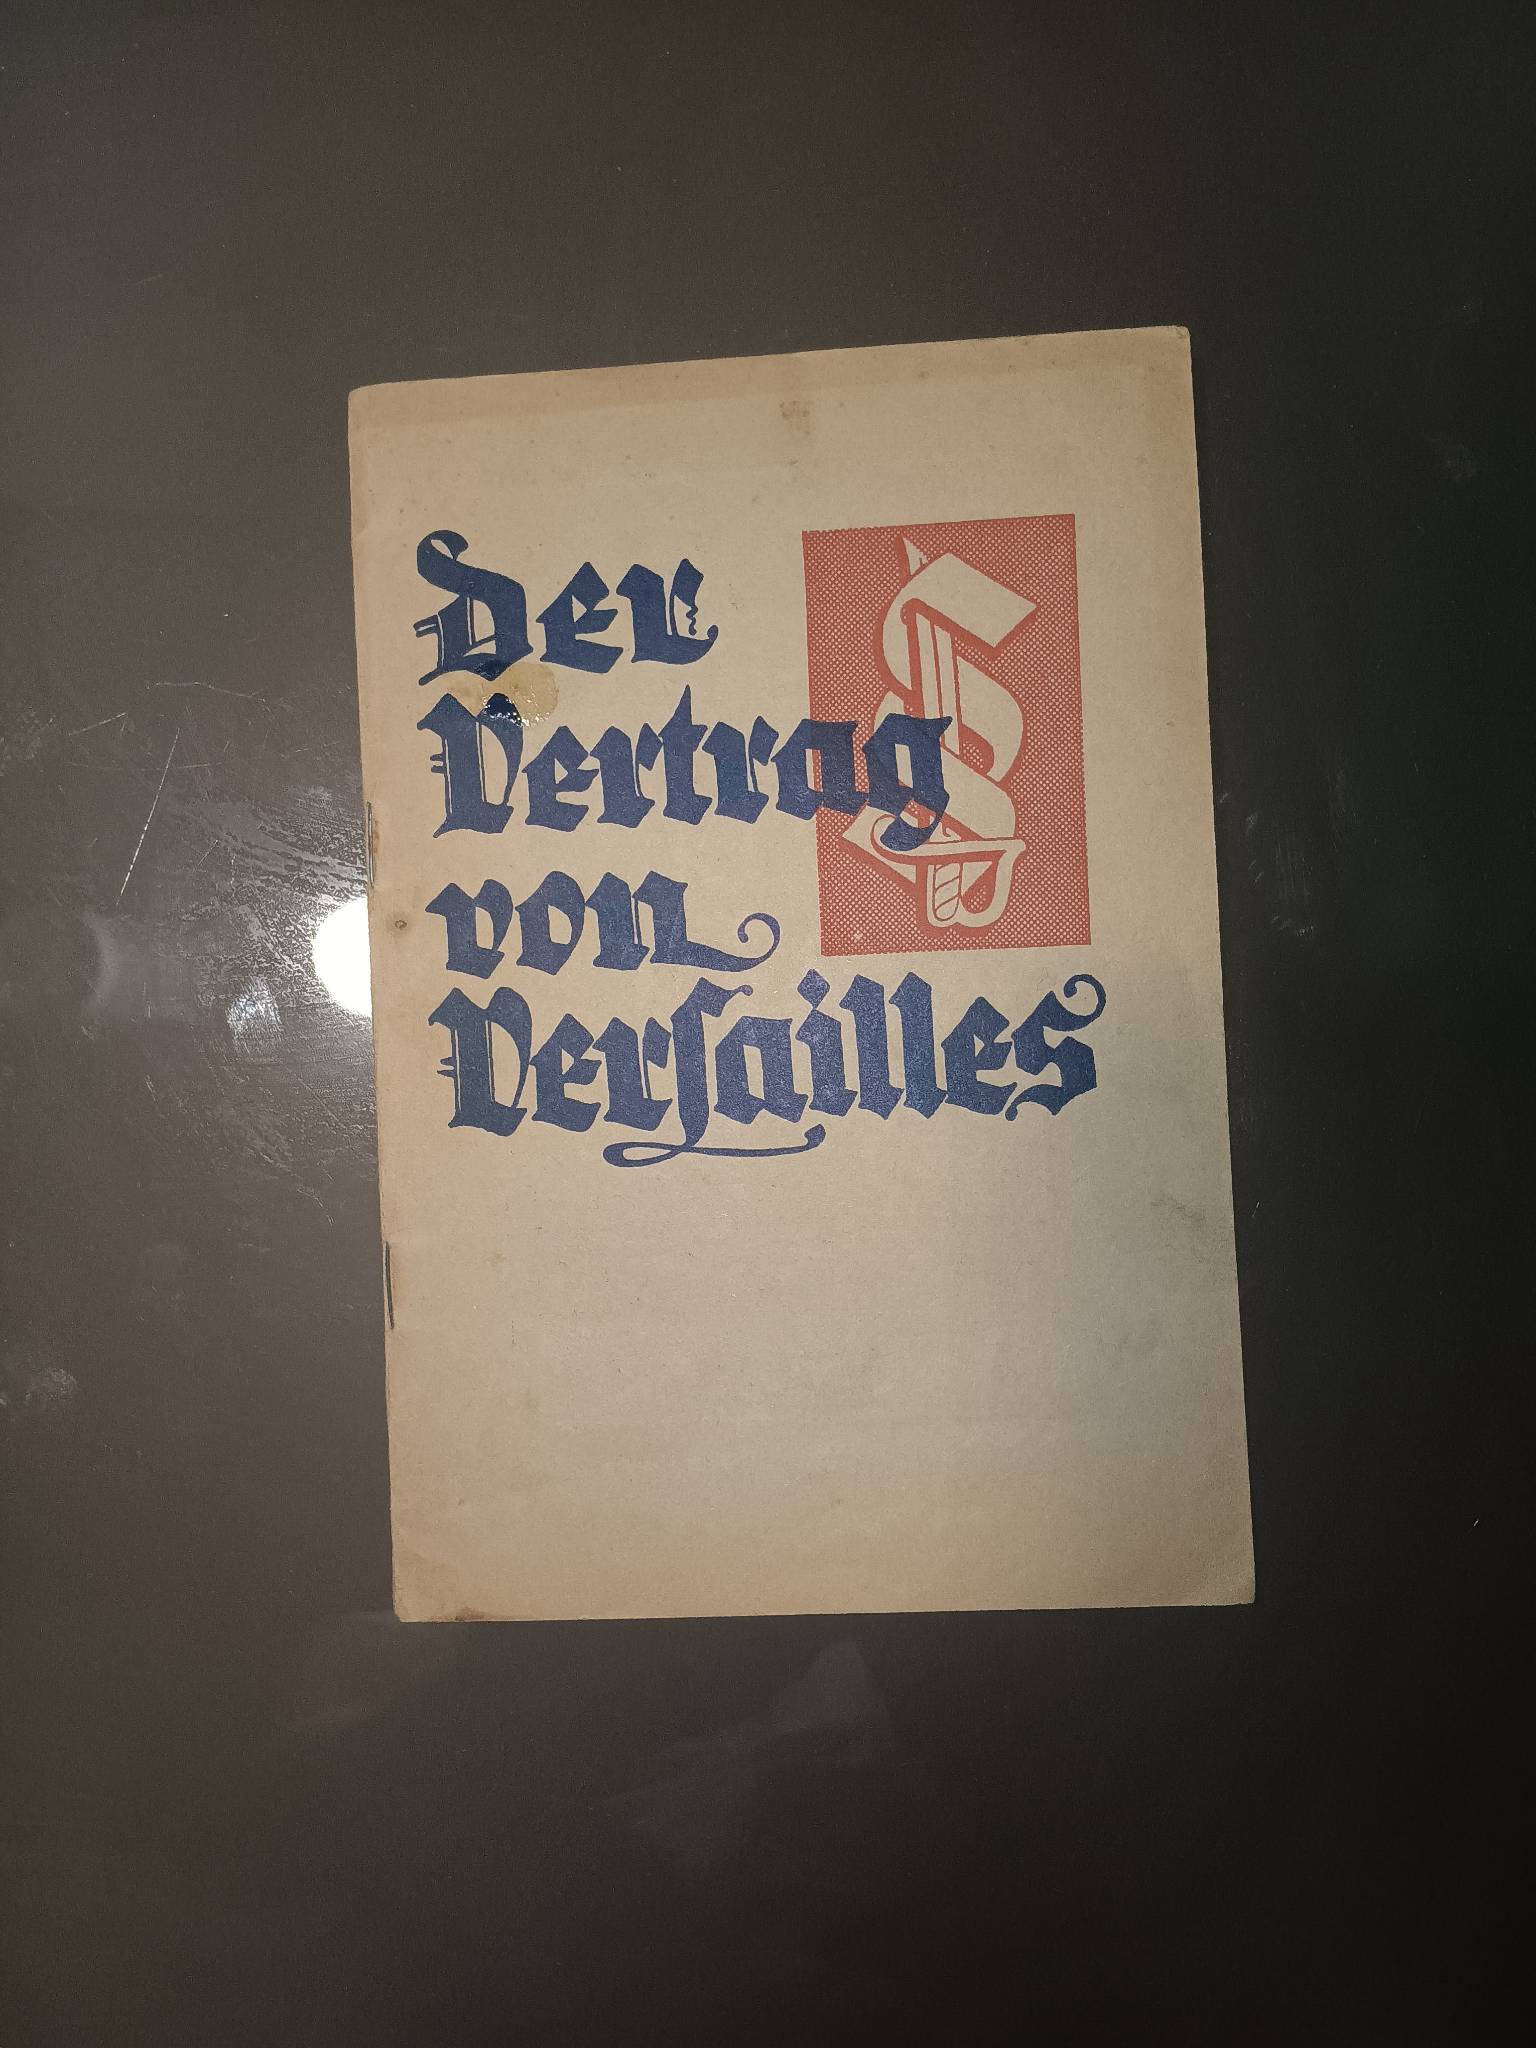 Der
Vertrag
von
Versailles
§